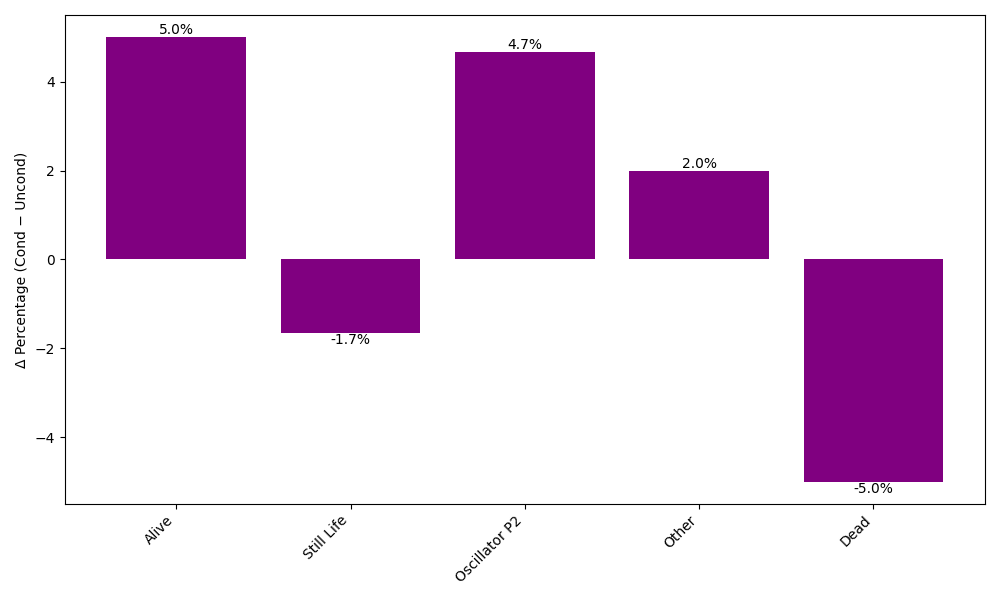 5.0%
4.7%
4
2.0%
2
Δ Percentage (Cond − Uncond)
0
-1.7%
−2
−4
-5.0%
Alive
Still Life
Oscillator P2
Other
Dead